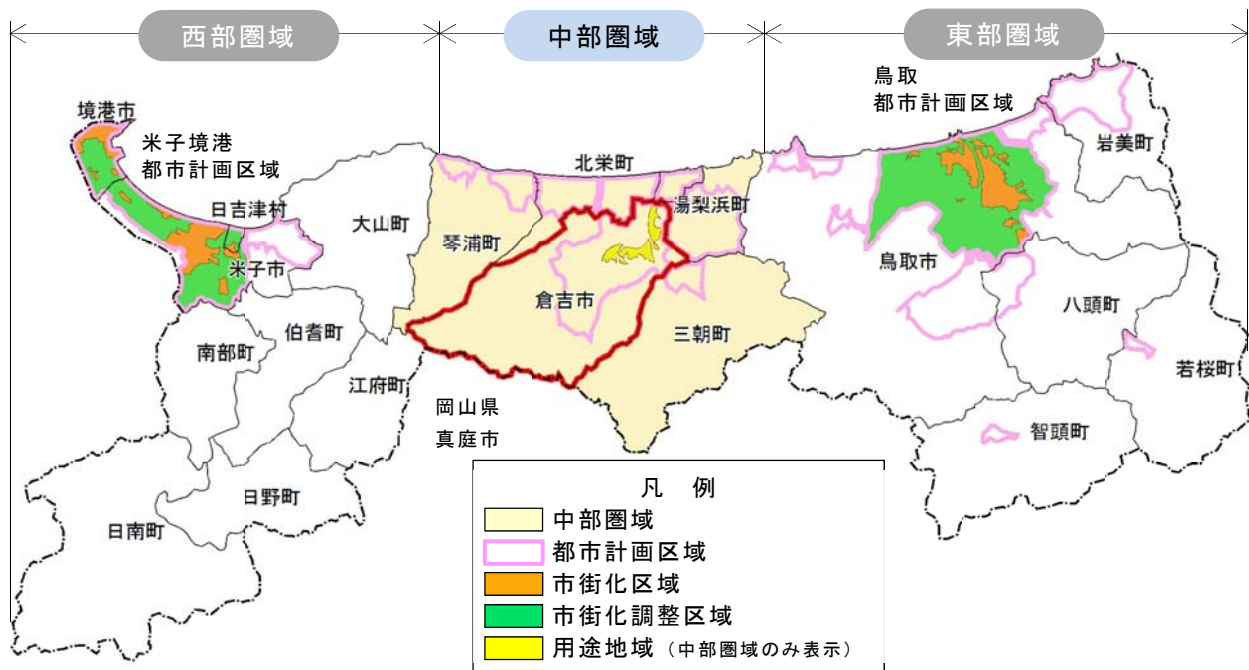 西部圏域
中部圏域
東部圏域
鳥取
都市計画区域
境港市
米子境港
都市計画区域
岩美町
北栄町
日吉津村
湯梨浜町
大山町
琴浦町
米子市
鳥取市
倉吉市
八頭町
伯耆町
三朝町
南部町
若桜町
江府町
岡山県
真庭市
智頭町
日野町
日南町
凡 例
中部圏域
都市計画区域
市街化区域
市街化調整区域
用途地域（中部圏域のみ表示）